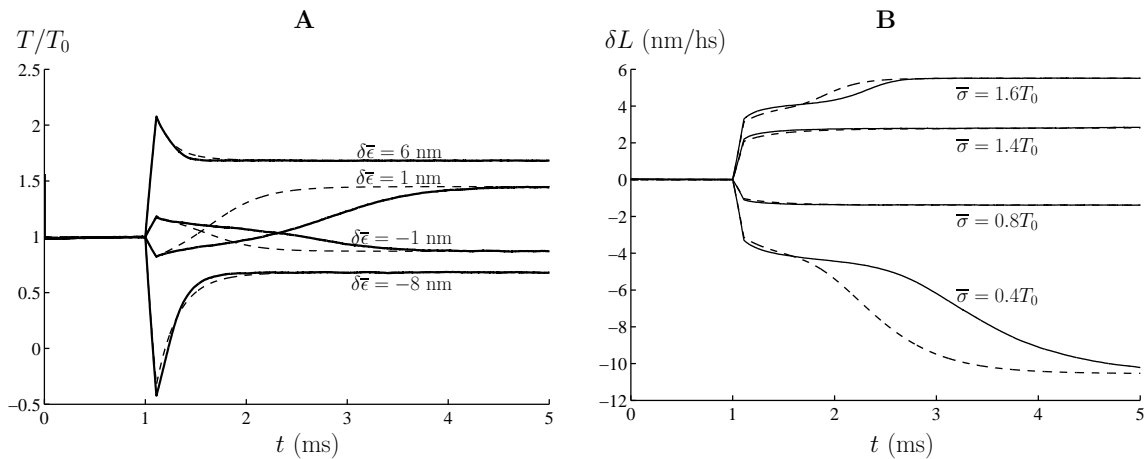 A
B
T/T₀
δL (nm/hs)
2.5
2
1.5
1
0.5
0
−0.5
δε̅ = 6 nm
δε̅ = 1 nm
δε̅ = −1 nm
δε̅ = −8 nm
0 1 2 3 4 5
t (ms)
6
4
2
0
−2
−4
−6
−8
−10
−12
σ̅ = 1.6T₀
σ̅ = 1.4T₀
σ̅ = 0.8T₀
σ̅ = 0.4T₀
0 1 2 3 4 5
t (ms)